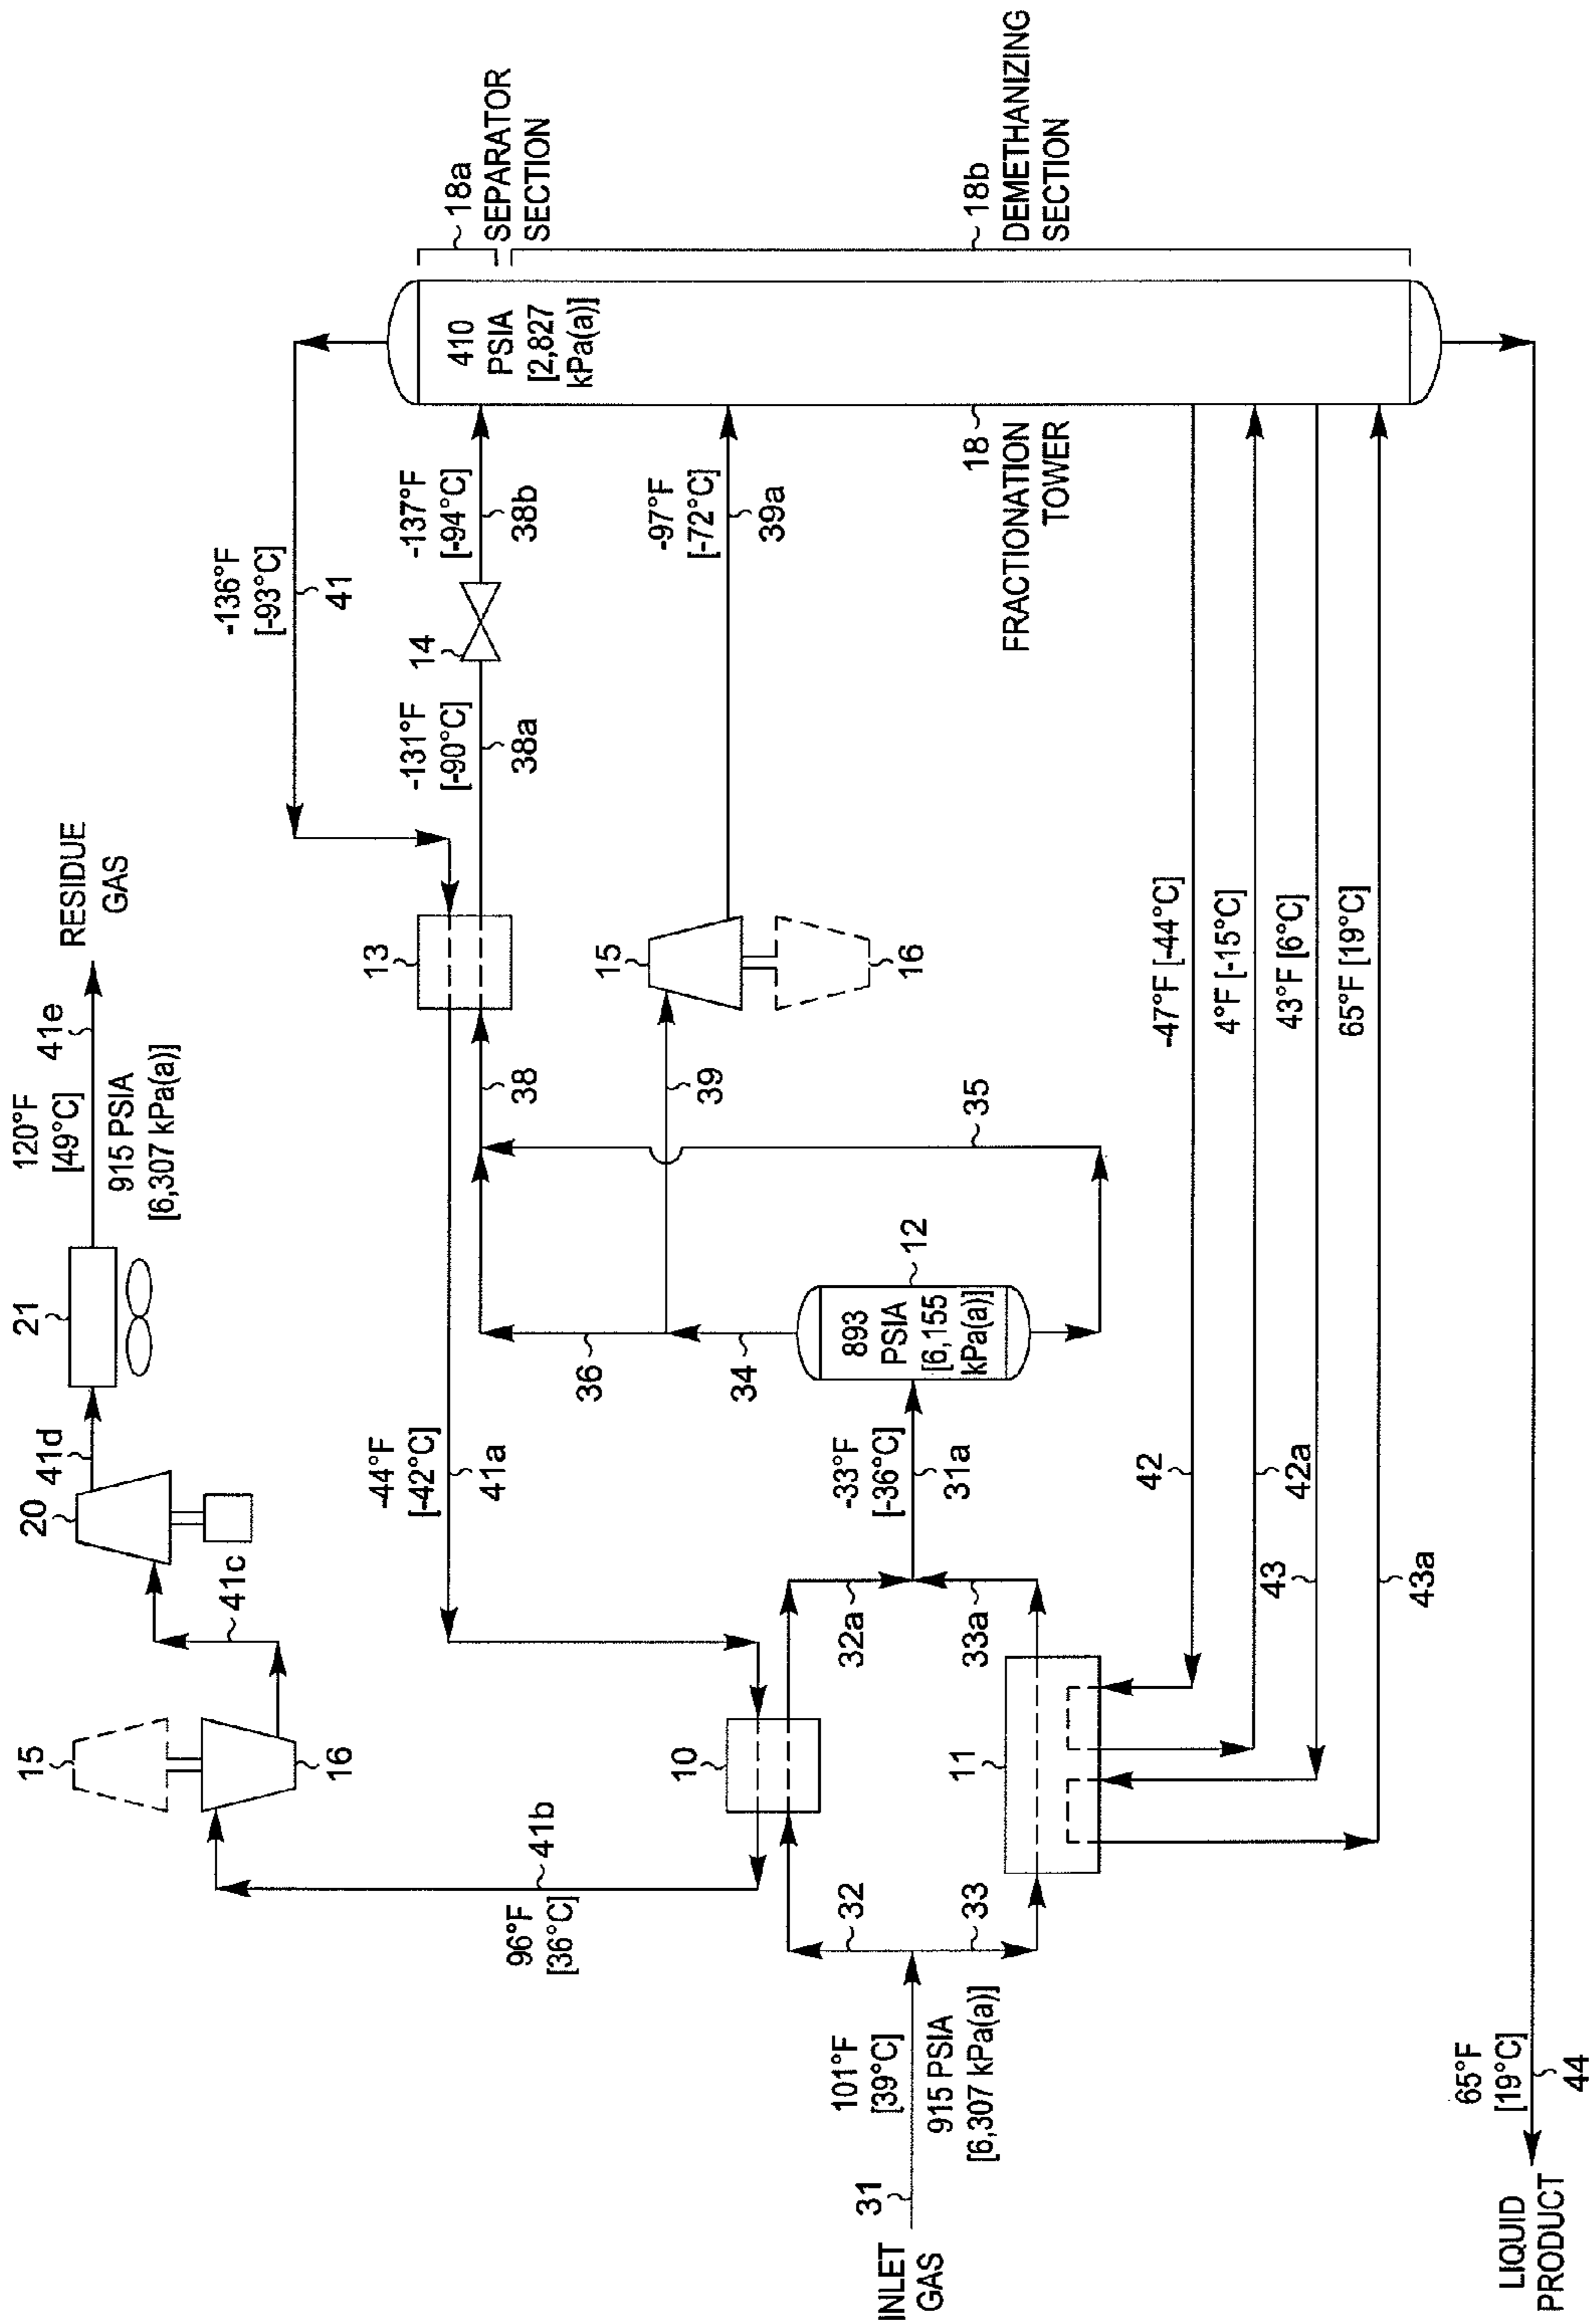 120°F
[49°C]
41e
RESIDUE
GAS
915 PSIA
[6,307 kPa(a)]
21
41d
20
41c
15
16
41b
96°F
[36°C]
-136°F
[-93°C]
41
-44°F
[-42°C]
41a
13
-131°F
[-90°C]
38a
14
-137°F
[-94°C]
38b
410
PSIA
[2,827
kPa(a)]
18a
SEPARATOR
SECTION
18b
DEMETHANIZING
SECTION
18
FRACTIONATION
TOWER
38
36
39
15
16
-97°F
[-72°C]
39a
34
35
12
893
PSIA
[6,155
kPa(a)]
-33°F
[-36°C]
31a
10
32a
33a
11
32
33
INLET
GAS
31
101°F
[39°C]
915 PSIA
[6,307 kPa(a)]
42
-47°F [-44°C]
42a
4°F [-15°C]
43
43°F [6°C]
43a
65°F [19°C]
LIQUID
PRODUCT
65°F
[19°C]
44